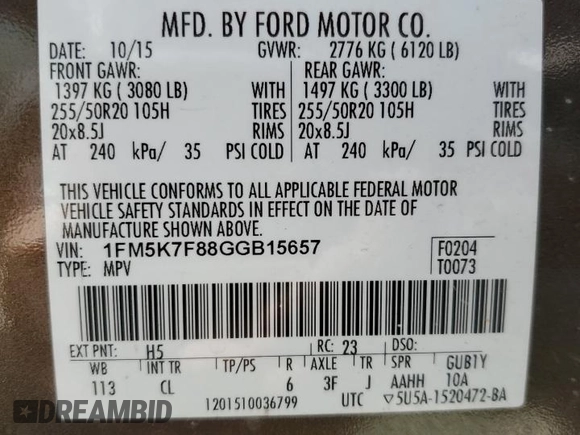 MFD. BY FORD MOTOR CO.
DATE: 10/15 GVWR: 2776 KG ( 6120 LB)
FRONT GAWR: REAR GAWR:
1397 KG ( 3080 LB) WITH 1497 KG ( 3300 LB) WITH
255/50R20 105H TIRES 255/50R20 105H TIRES
20x8.5J RIMS 20x8.5J RIMS
AT 240 kPa/ 35 PSI COLD AT 240 kPa/ 35 PSI COLD
THIS VEHICLE CONFORMS TO ALL APPLICABLE FEDERAL MOTOR
VEHICLE SAFETY STANDARDS IN EFFECT ON THE DATE OF
MANUFACTURE SHOWN ABOVE.
VIN: 1FM5K7F88GGB15657 F0204
TYPE: MPV T0073
EXT PNT: H5 RC: 23 DSO:
WB INT TR TP/PS R AXLE TR SPR GUB1Y
113 CL 6 3F J AAHH 10A
1201510036799 UTC ▽5U5A-1520472-BA
DREAMBID DREAMBID